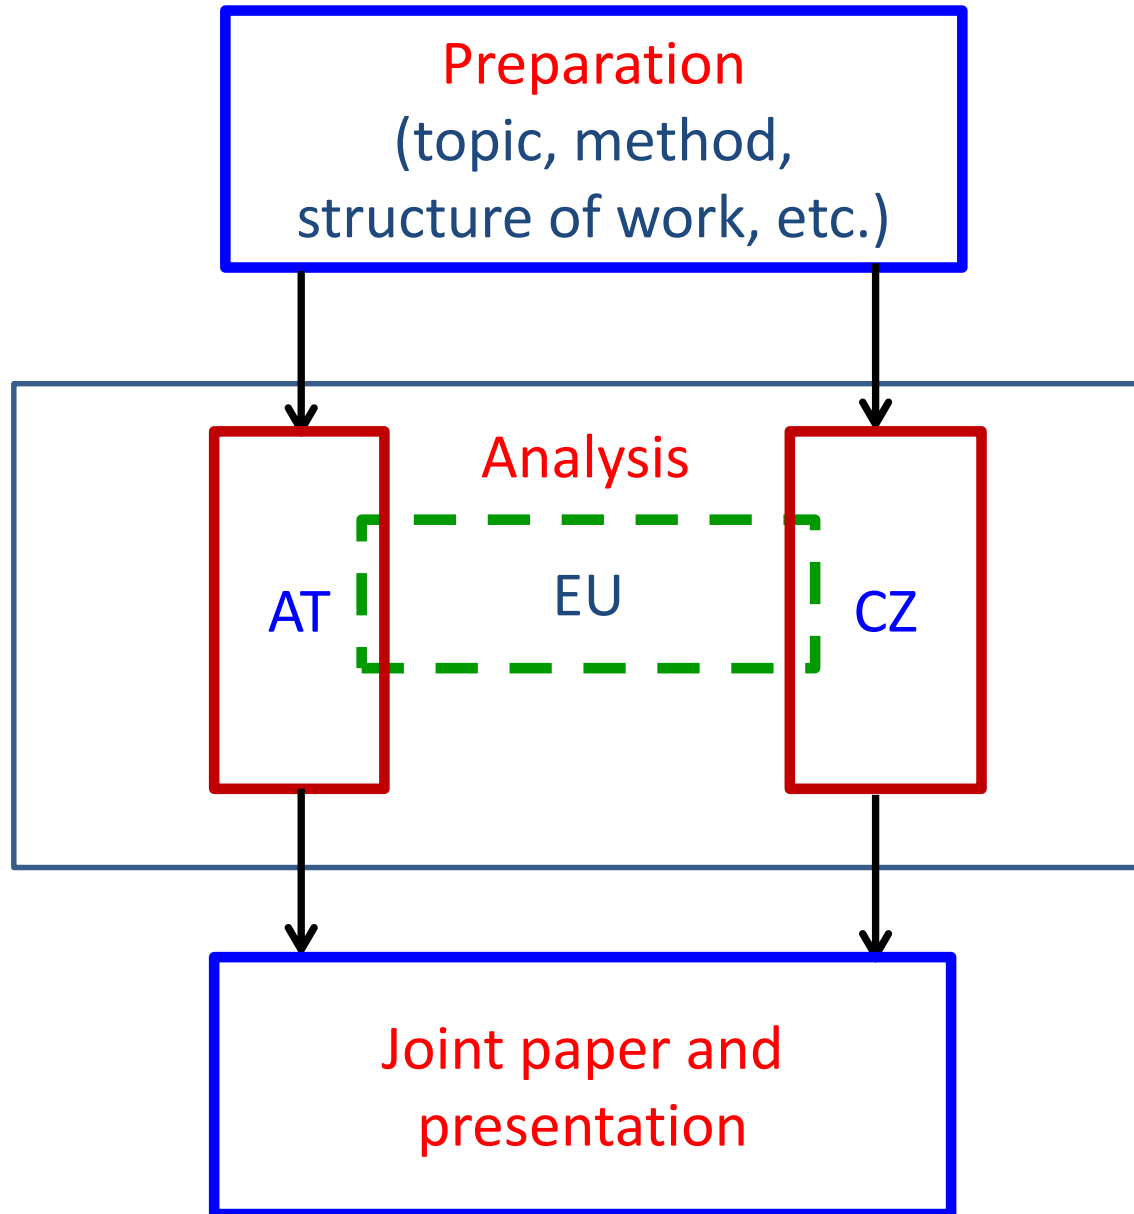 Preparation
(topic, method,
structure of work, etc.)
Analysis
AT
EU
CZ
Joint paper and
presentation